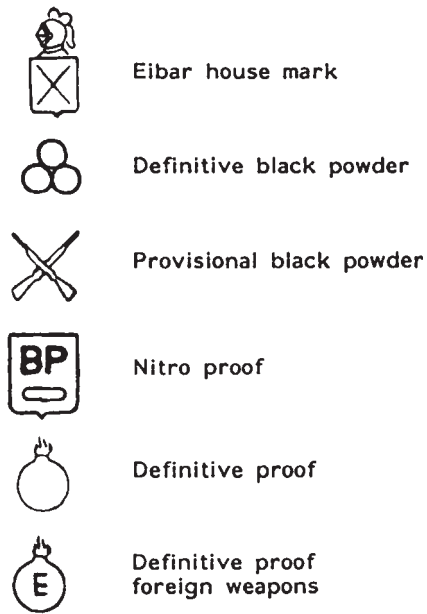 Eibar house mark
Definitive black powder
Provisional black powder
BP
Nitro proof
Definitive proof
E
Definitive proof
foreign weapons